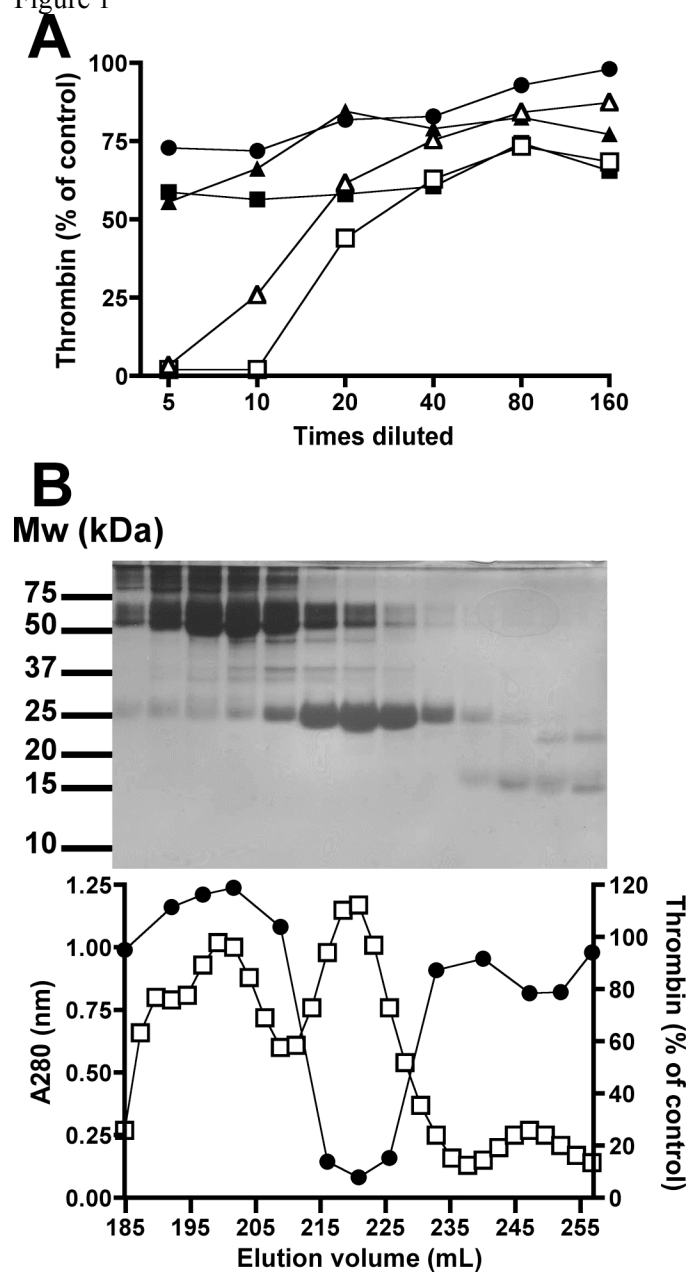 Figure 1
A
100
75
50
25
0
Thrombin (% of control)
5 10 20 40 80 160
Times diluted
B
Mw (kDa)
75
50
37
25
20
15
10
1.25
1.00
0.75
0.50
0.25
0.00
A280 (nm)
120
100
80
60
40
20
0
Thrombin (% of control)
185 195 205 215 225 235 245 255
Elution volume (mL)